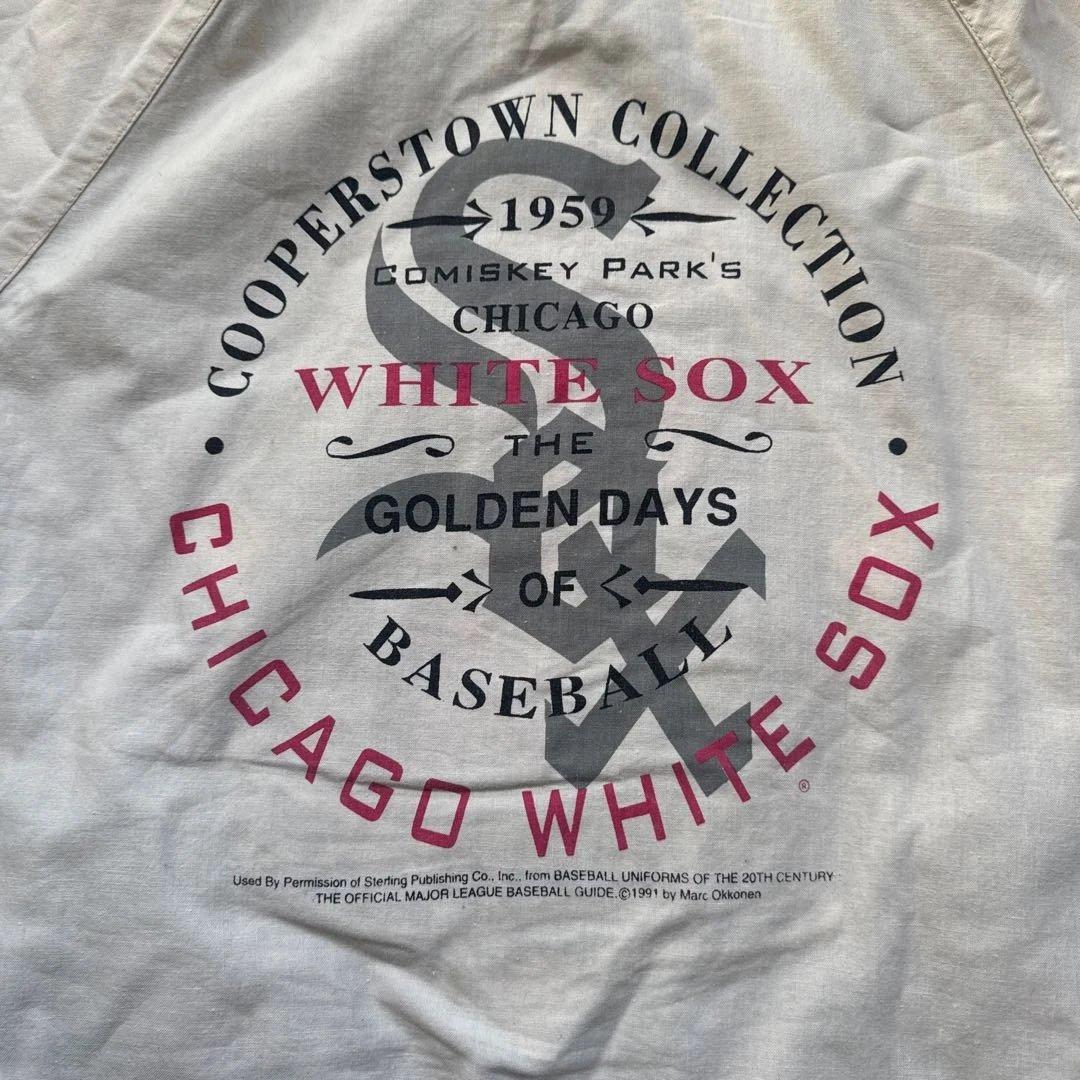 COOPERSTOWN COLLECTION
1959
COMISKEY PARK'S
CHICAGO
WHITE SOX
THE
GOLDEN DAYS
OF
BASEBALL
• CHICAGO WHITE SOX •
®
SOX
Used By Permission of Sterling Publishing Co., Inc., from BASEBALL UNIFORMS OF THE 20TH CENTURY
THE OFFICIAL MAJOR LEAGUE BASEBALL GUIDE.©1991 by Marc Okkonen